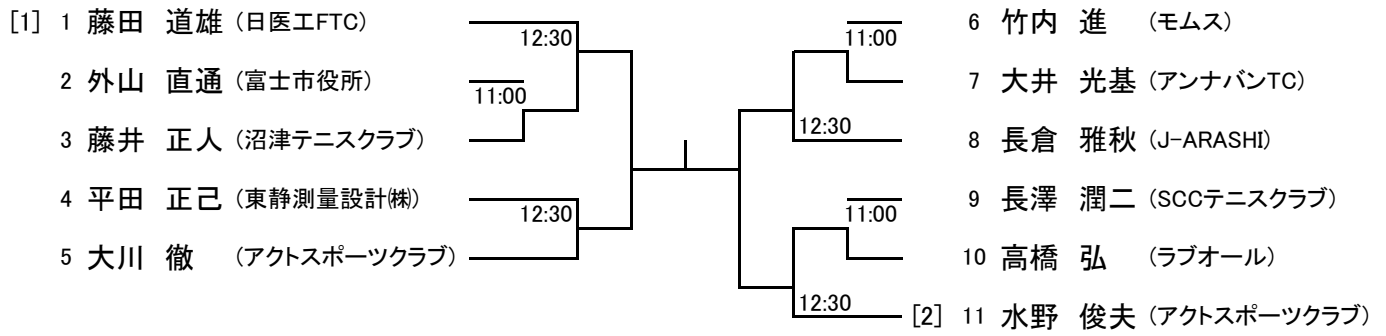 [1] 1 藤田 道雄 (日医工FTC)
12:30
2 外山 直通 (富士市役所)
11:00
3 藤井 正人 (沼津テニスクラブ)
4 平田 正己 (東静測量設計㈱)
12:30
5 大川 徹 (アクトスポーツクラブ)
6 竹内 進 (モムス)
11:00
7 大井 光基 (アンナバンTC)
12:30
8 長倉 雅秋 (J-ARASHI)
9 長澤 潤二 (SCCテニスクラブ)
11:00
10 高橋 弘 (ラブオール)
12:30
[2] 11 水野 俊夫 (アクトスポーツクラブ)